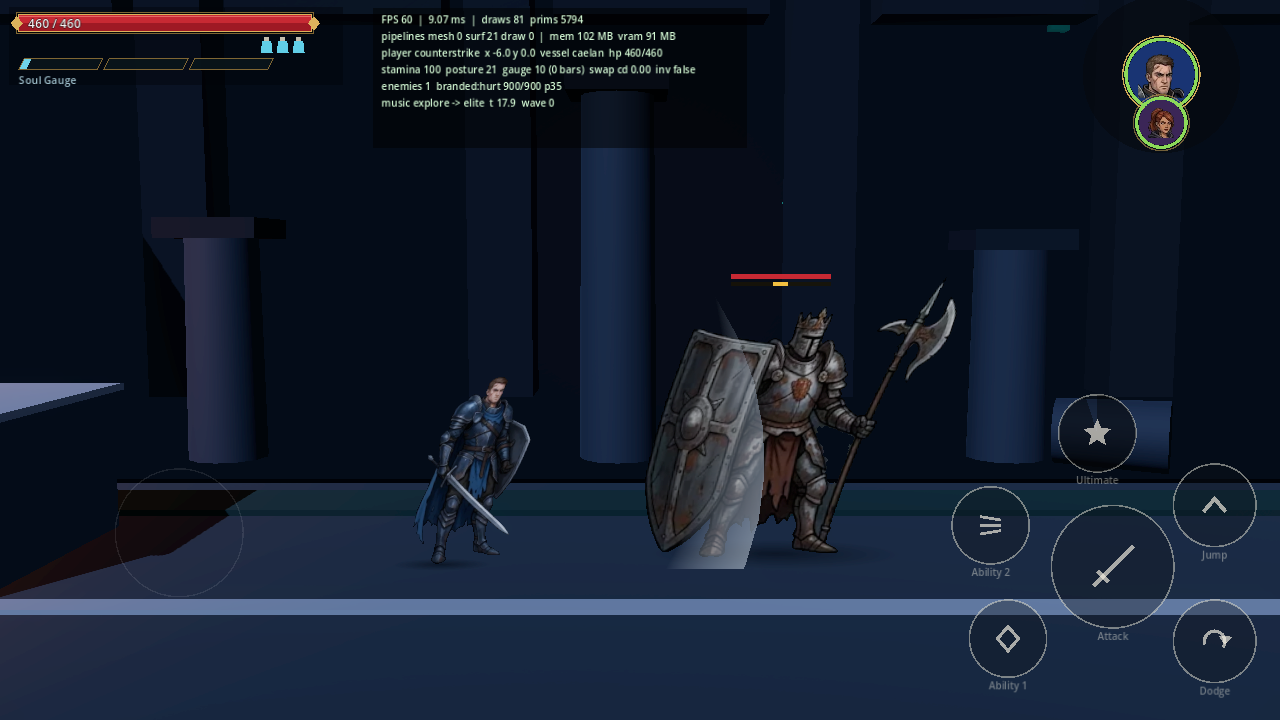 460 / 460
Soul Gauge
FPS 60 | 9.07 ms | draws 81 prims 5794
pipelines mesh 0 surf 21 draw 0 | mem 102 MB vram 91 MB
player counterstrike x -6.0 y 0.0 vessel caelan hp 460/460
stamina 100 posture 21 gauge 10 (0 bars) swap cd 0.00 inv false
enemies 1 branded:hurt 900/900 p35
music explore -> elite t 17.9 wave 0
Ultimate
Jump
Ability 2
Attack
Ability 1
Dodge